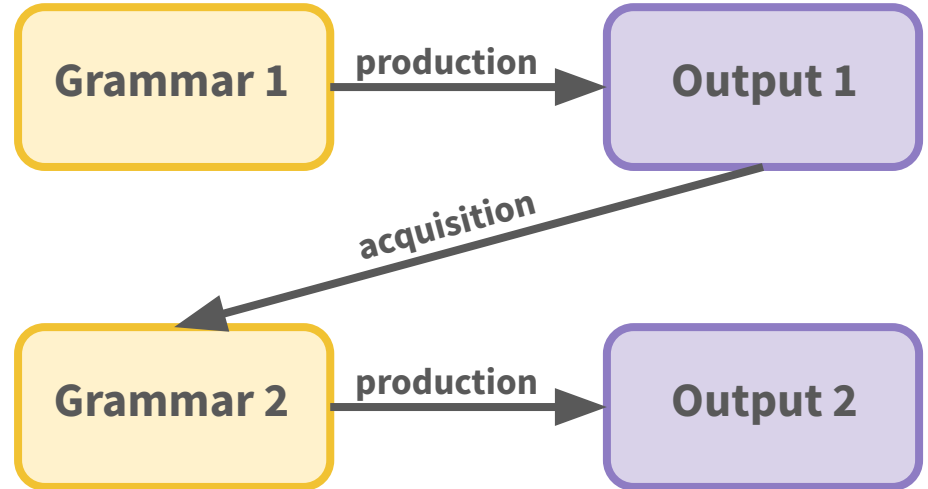 Grammar 1
production
Output 1
acquisition
Grammar 2
production
Output 2